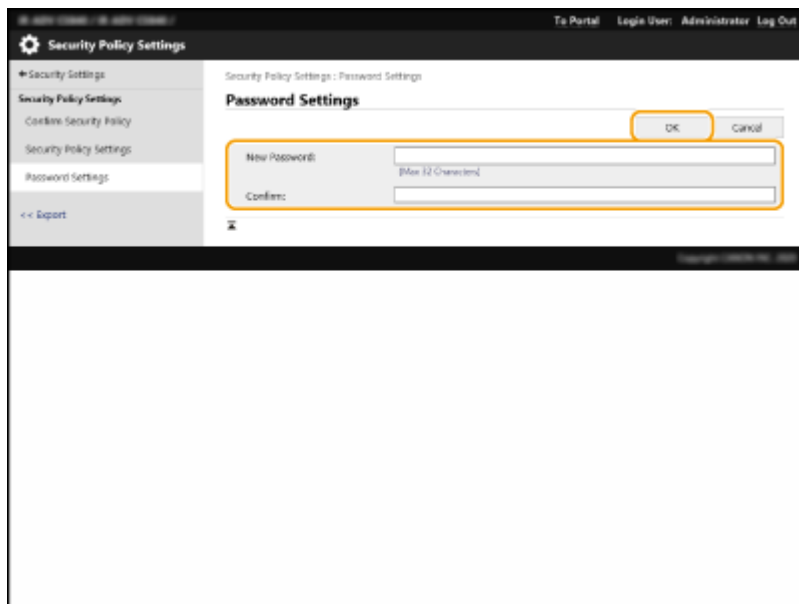 To Portal Login User: Administrator Log Out
Security Policy Settings
Security Settings
Security Policy Settings : Password Settings
Security Policy Settings
Password Settings
Confirm Security Policy
OK
Cancel
Security Policy Settings
New Password:
[Max 32 Characters]
Password Settings
Confirm:
<< Export